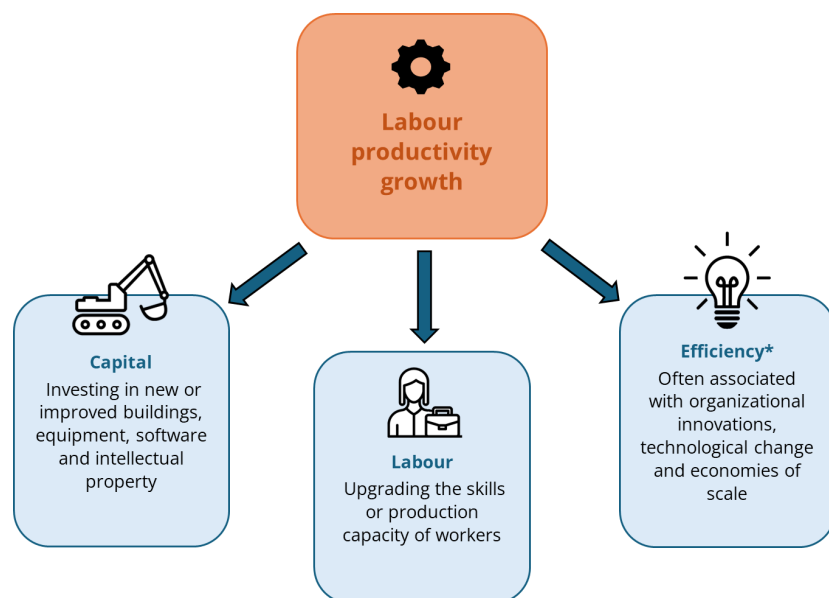 Labour
productivity
growth
Capital
Investing in new or
improved buildings,
equipment, software
and intellectual
property
Labour
Upgrading the skills
or production
capacity of workers
Efficiency*
Often associated
with organizational
innovations,
technological change
and economies of
scale